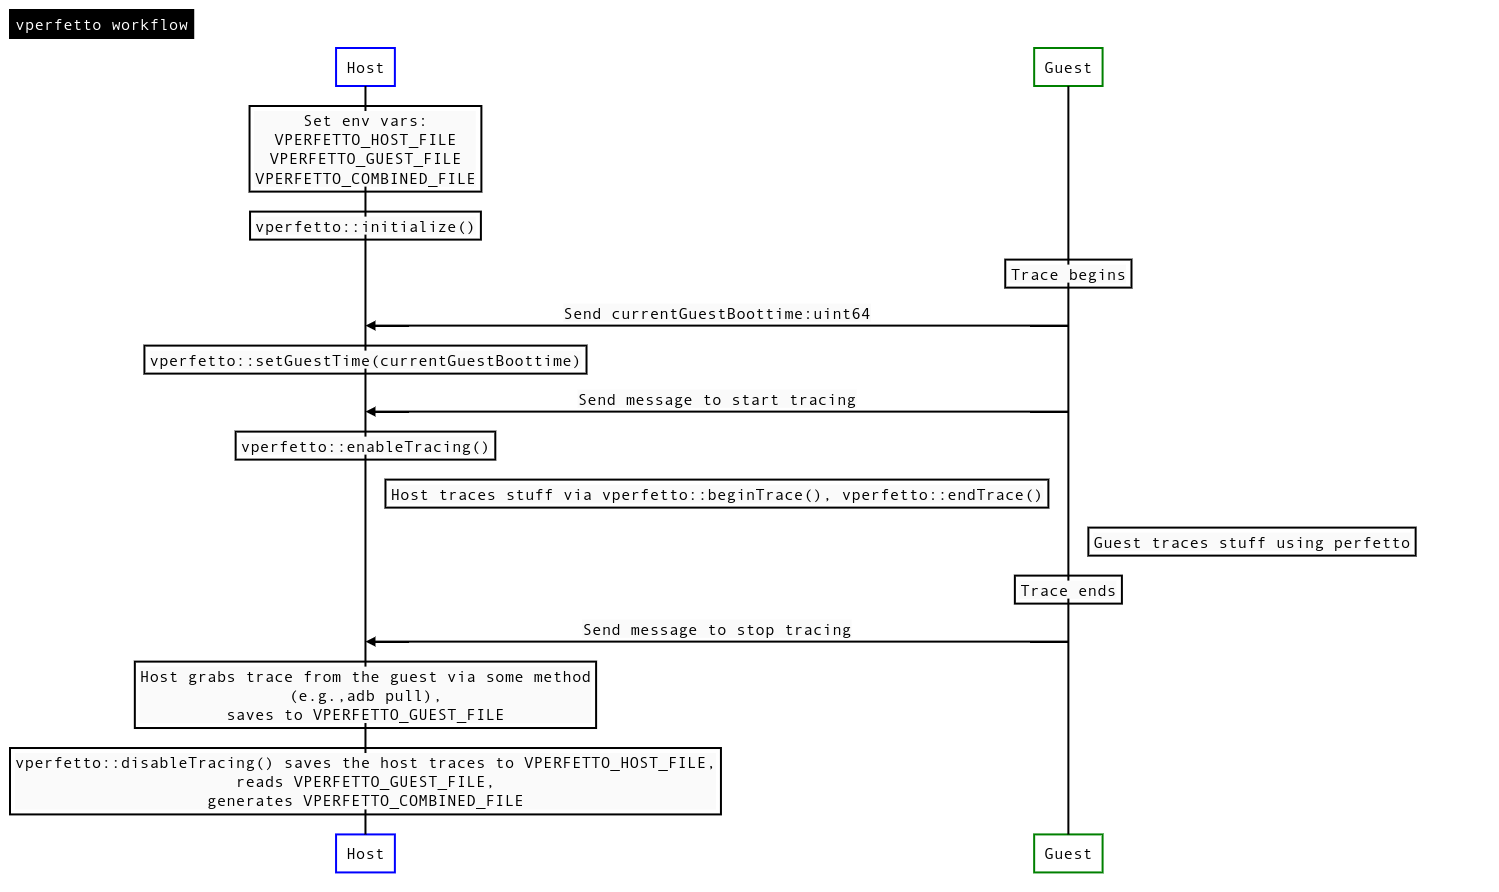 vperfetto workflow
Host
Guest
Set env vars:
VPERFETTO_HOST_FILE
VPERFETTO_GUEST_FILE
VPERFETTO_COMBINED_FILE
vperfetto::initialize()
Trace begins
Send currentGuestBoottime:uint64
vperfetto::setGuestTime(currentGuestBoottime)
Send message to start tracing
vperfetto::enableTracing()
Host traces stuff via vperfetto::beginTrace(), vperfetto::endTrace()
Guest traces stuff using perfetto
Trace ends
Send message to stop tracing
Host grabs trace from the guest via some method
(e.g.,adb pull),
saves to VPERFETTO_GUEST_FILE
vperfetto::disableTracing() saves the host traces to VPERFETTO_HOST_FILE,
reads VPERFETTO_GUEST_FILE,
generates VPERFETTO_COMBINED_FILE
Host
Guest